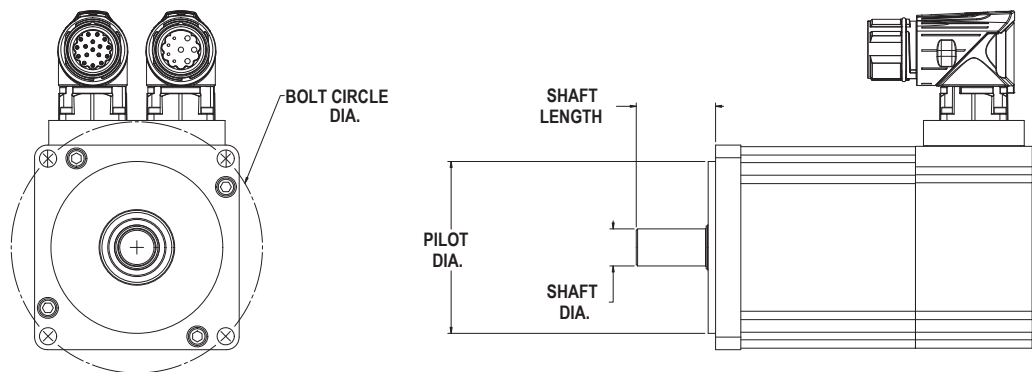 BOLT CIRCLE
DIA.
SHAFT
LENGTH
PILOT
DIA.
SHAFT
DIA.